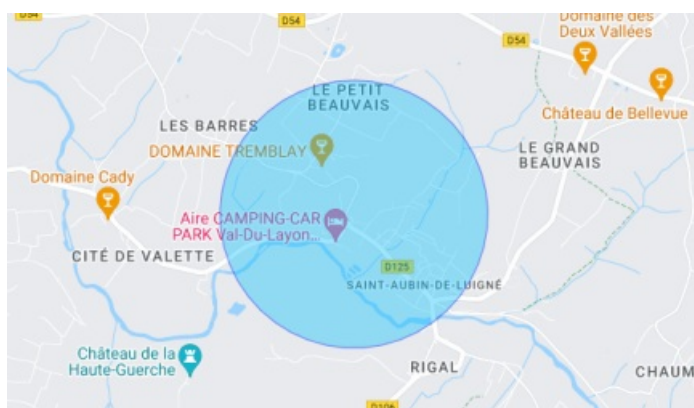 D54
D54
D54
Domaine des
Deux Vallées
Château de Bellevue
LE PETIT
BEAUVAIS
LES BARRES
DOMAINE TREMBLAY
LE GRAND
BEAUVAIS
Domaine Cady
Aire CAMPING-CAR
PARK Val-Du-Layon...
CITÉ DE VALETTE
D125
SAINT-AUBIN-DE-LUIGNÉ
Château de la
Haute-Guerche
RIGAL
CHAUM
D106